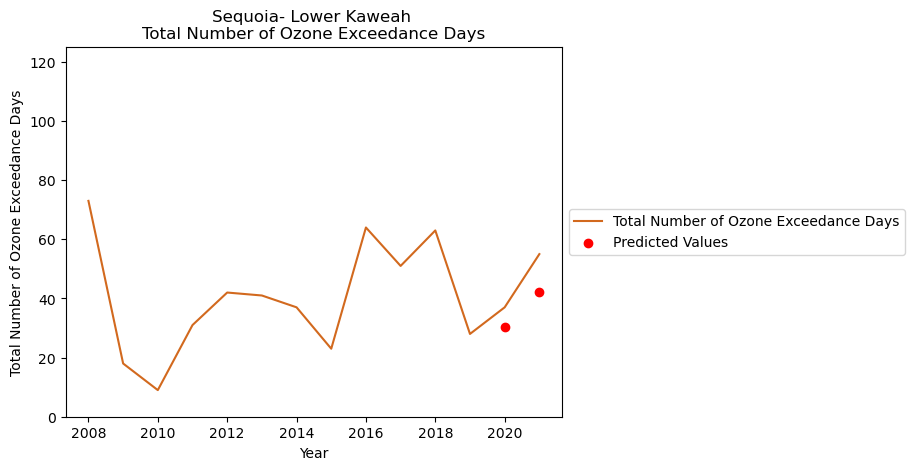 Sequoia- Lower Kaweah
Total Number of Ozone Exceedance Days
Total Number of Ozone Exceedance Days
120
100
80
60
40
20
0
2008 2010 2012 2014 2016 2018 2020
Year
Total Number of Ozone Exceedance Days
Predicted Values